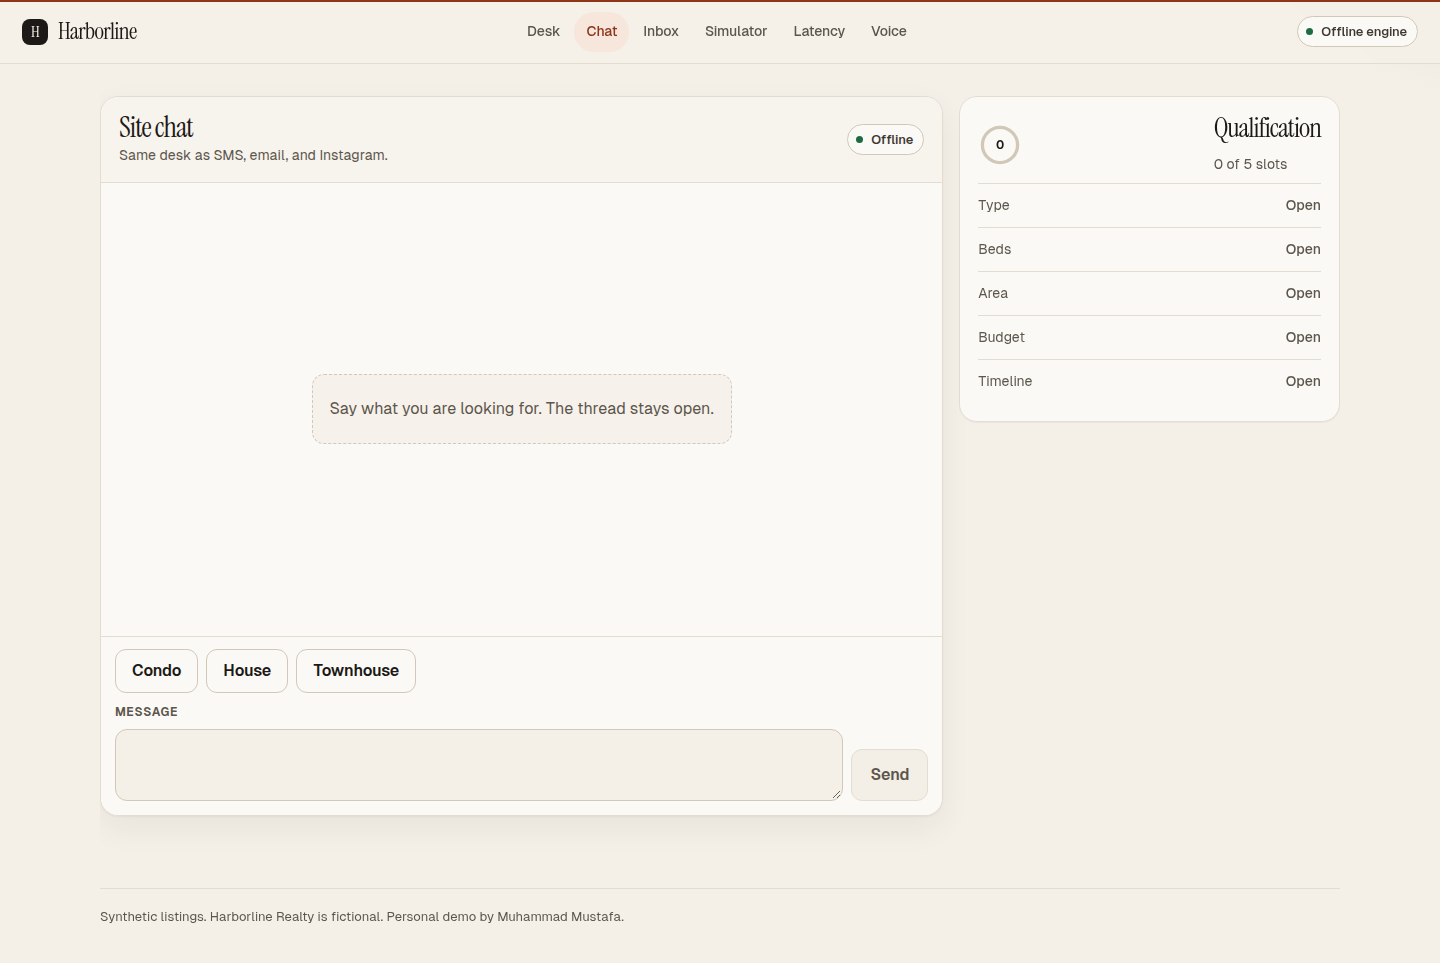 H Harborline
Desk Chat Inbox Simulator Latency Voice
Offline engine
Site chat
Same desk as SMS, email, and Instagram.
Offline
Say what you are looking for. The thread stays open.
Condo House Townhouse
MESSAGE
Send
0
Qualification
0 of 5 slots
Type Open
Beds Open
Area Open
Budget Open
Timeline Open
Synthetic listings. Harborline Realty is fictional. Personal demo by Muhammad Mustafa.